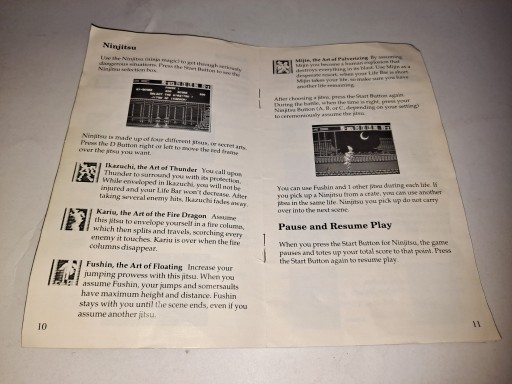 Ninjitsu
Use the Ninjitsu (ninja magic) to get through seriously
dangerous situations. Press the Start Button to see the
Ninjitsu selection box.
Ninjitsu is made up of four different jitsus, or secret arts.
Press the D Button right or left to move the red frame
over the jitsu you want.
Ikazuchi, the Art of Thunder You call upon
Thunder to surround you with its protection.
While enveloped in Ikazuchi, you will not be
injured and your Life Bar won't decrease. After
taking several enemy hits, Ikazuchi fades away.
Kariu, the Art of the Fire Dragon Assume
this jitsu to envelope yourself in a fire column,
which then splits and travels, scorching every
enemy it touches. Kariu is over when the fire
columns disappear.
Fushin, the Art of Floating Increase your
jumping prowess with this jitsu. When you
assume Fushin, your jumps and somersaults
have maximum height and distance. Fushin
stays with you until the scene ends, even if you
assume another jitsu.
10
Mijin, the Art of Pulverizing By assuming
Mijin you become a human explosion that
destroys everything in its blast. Use Mijin as a
desperate resort, when your Life Bar is short.
Mijin takes your life, so make sure you have
another life remaining.
After choosing a jitsu, press the Start Button again.
During the battle, when the time is right, press your
Ninjitsu Button (A, B, or C, depending on your setting)
to ceremoniously assume the jitsu.
You can use Fushin and 1 other jitsu during each life. If
you pick up a Ninjitsu from a crate, you can use another
jitsu in the same life. Ninjitsu you pick up do not carry
over into the next scene.
Pause and Resume Play
When you press the Start Button for Ninjitsu, the game
pauses and totes up your total score to that point. Press
the Start Button again to resume play.
11